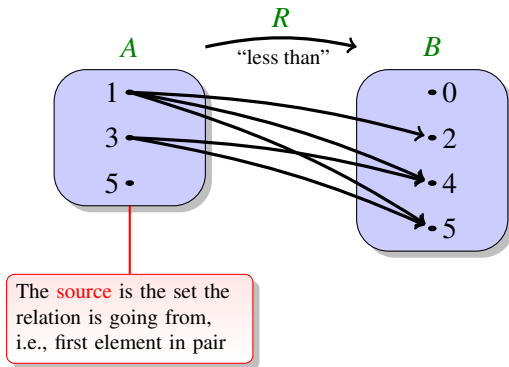 R
A
“less than”
B
1
3
5
0
2
4
5
The source is the set the
relation is going from,
i.e., first element in pair